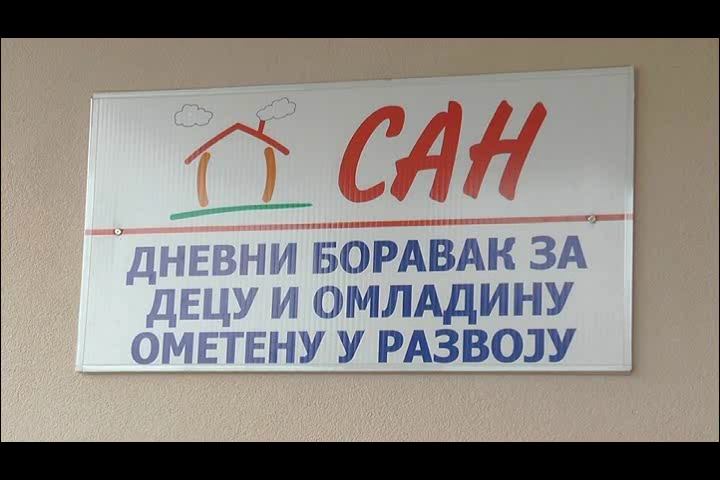 САН
ДНЕВНИ БОРАВАК ЗА
ДЕЦУ И ОМЛАДИНУ
ОМЕТЕНУ У РАЗВОЈУ